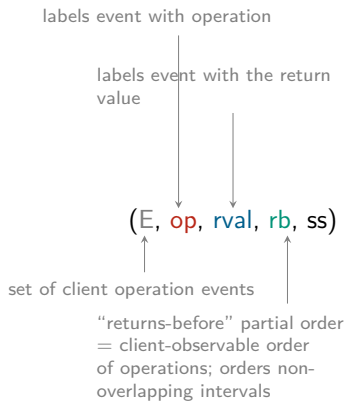 labels event with operation
labels event with the return
value
(E, op, rval, rb, ss)
set of client operation events
“returns-before” partial order
= client-observable order
of operations; orders non-
overlapping intervals